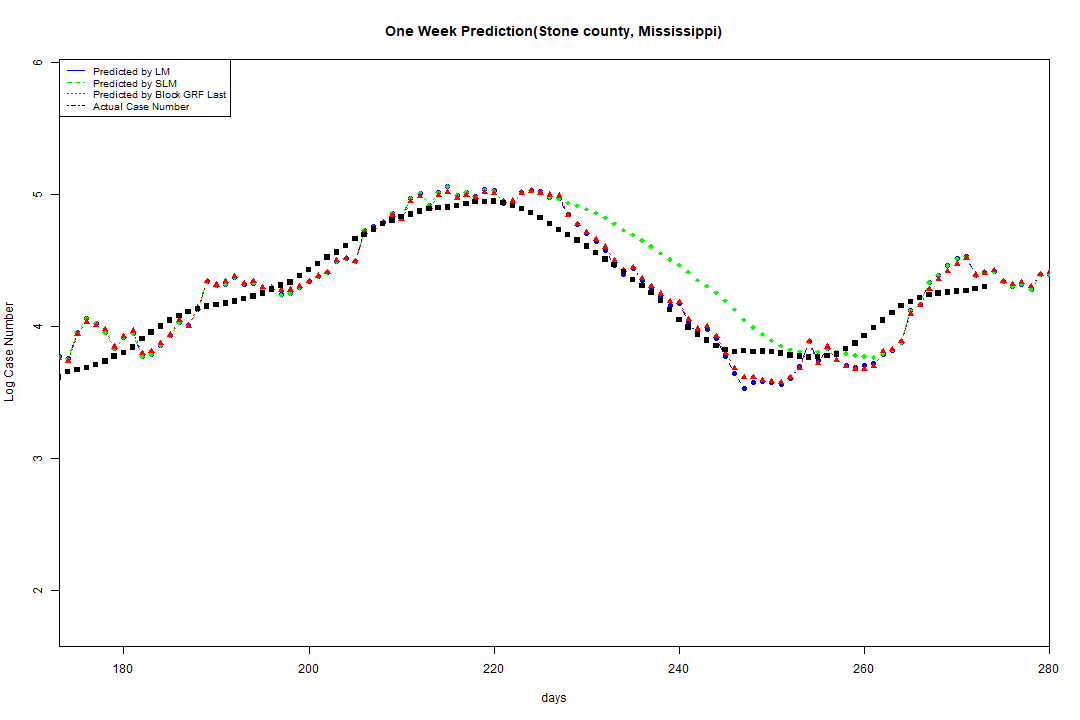 One Week Prediction(Stone county, Mississippi)
Predicted by LM
Predicted by SLM
Predicted by Block GRF Last
Actual Case Number
6
5
4
3
2
Log Case Number
180
200
220
240
260
280
days